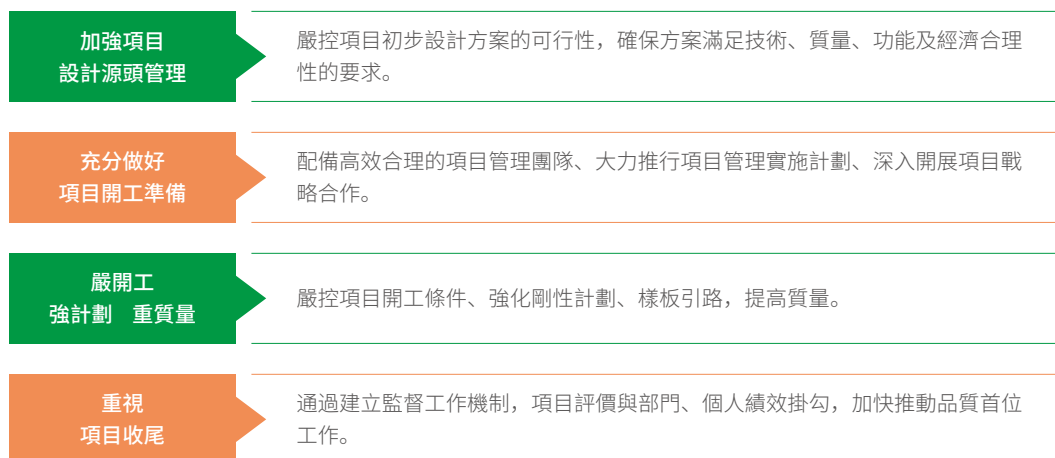 加強項目
設計源頭管理
嚴控項目初步設計方案的可行性，確保方案滿足技術、質量、功能及經濟合理
性的要求。
充分做好
項目開工準備
配備高效合理的項目管理團隊、大力推行項目管理實施計劃、深入開展項目戰
略合作。
嚴開工
強計劃　重質量
嚴控項目開工條件、強化剛性計劃、樣板引路，提高質量。
重視
項目收尾
通過建立監督工作機制，項目評價與部門、個人績效掛勾，加快推動品質首位
工作。